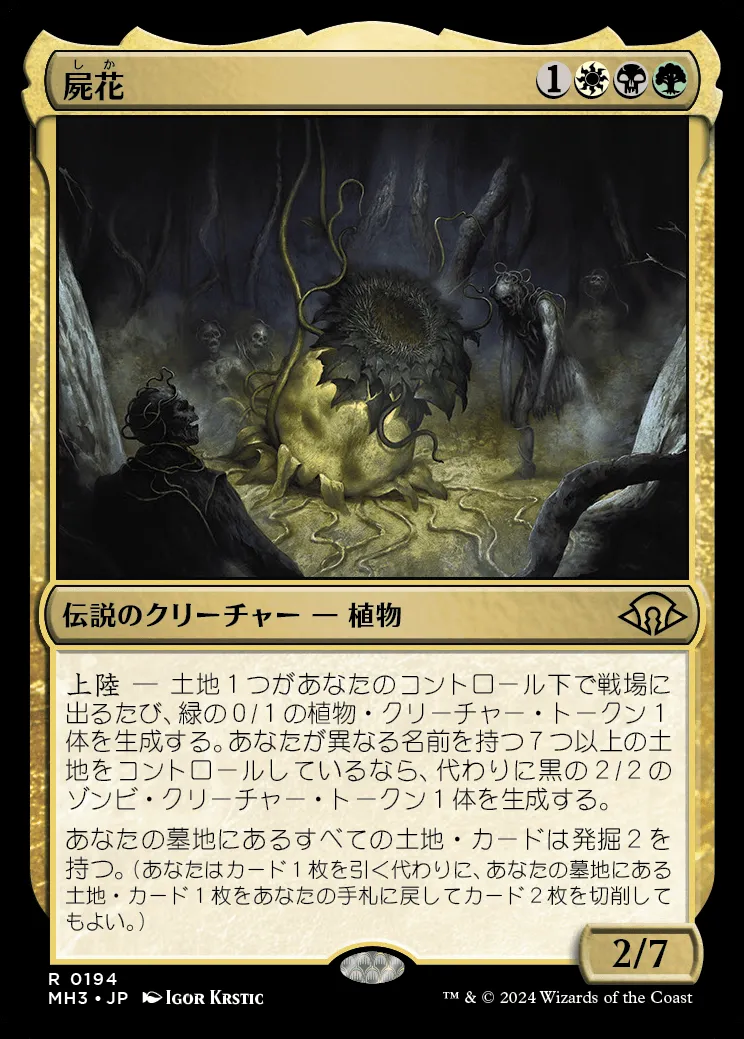 しか
屍花 1
伝説のクリーチャー — 植物
上陸 — 土地１つがあなたのコントロール下で戦場に
出るたび、緑の０/１の植物・クリーチャー・トークン１
体を生成する。あなたが異なる名前を持つ７つ以上の土
地をコントロールしているなら、代わりに黒の２/２の
ゾンビ・クリーチャー・トークン１体を生成する。
あなたの墓地にあるすべての土地・カードは発掘２を
持つ。（あなたはカード１枚を引く代わりに、あなたの墓地にある
土地・カード１枚をあなたの手札に戻してカード２枚を切削して
もよい。）
2/7
R 0194
MH3 • JP Igor Krstic ™ & © 2024 Wizards of the Coast